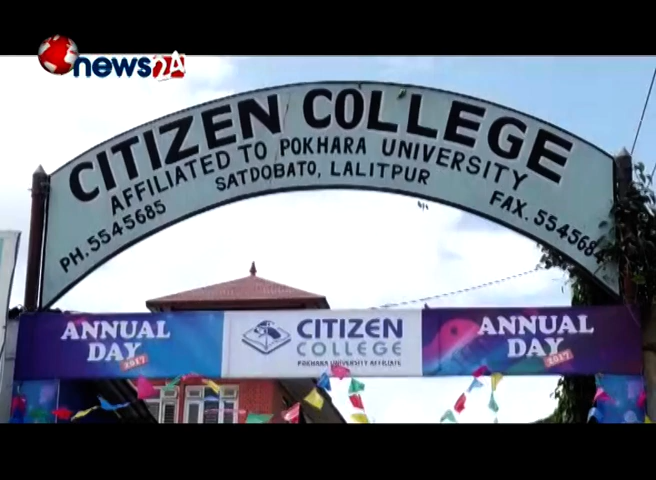 news24
CITIZEN COLLEGE
AFFILIATED TO POKHARA UNIVERSITY
SATDOBATO, LALITPUR
PH. 5545685
FAX. 5545684
ANNUAL
DAY
2017
CITIZEN
COLLEGE
POKHARA UNIVERSITY AFFILIATE
ANNUAL
DAY
2017